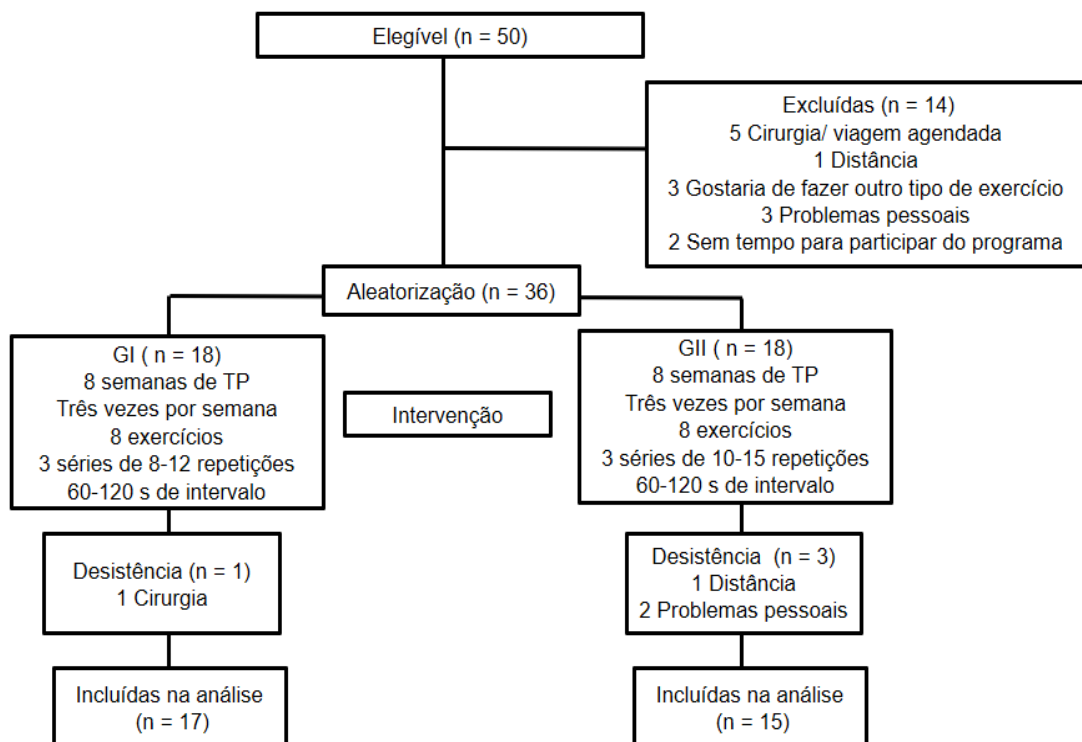 Elegível (n = 50)
Excluídas (n = 14)
5 Cirurgia/ viagem agendada
1 Distância
3 Gostaria de fazer outro tipo de exercício
3 Problemas pessoais
2 Sem tempo para participar do programa
Aleatorização (n = 36)
GI ( n = 18)
8 semanas de TP
Três vezes por semana
8 exercícios
3 séries de 8-12 repetições
60-120 s de intervalo
Intervenção
GII ( n = 18)
8 semanas de TP
Três vezes por semana
8 exercícios
3 séries de 10-15 repetições
60-120 s de intervalo
Desistência (n = 1)
1 Cirurgia
Desistência (n = 3)
1 Distância
2 Problemas pessoais
Incluídas na análise
(n = 17)
Incluídas na análise
(n = 15)